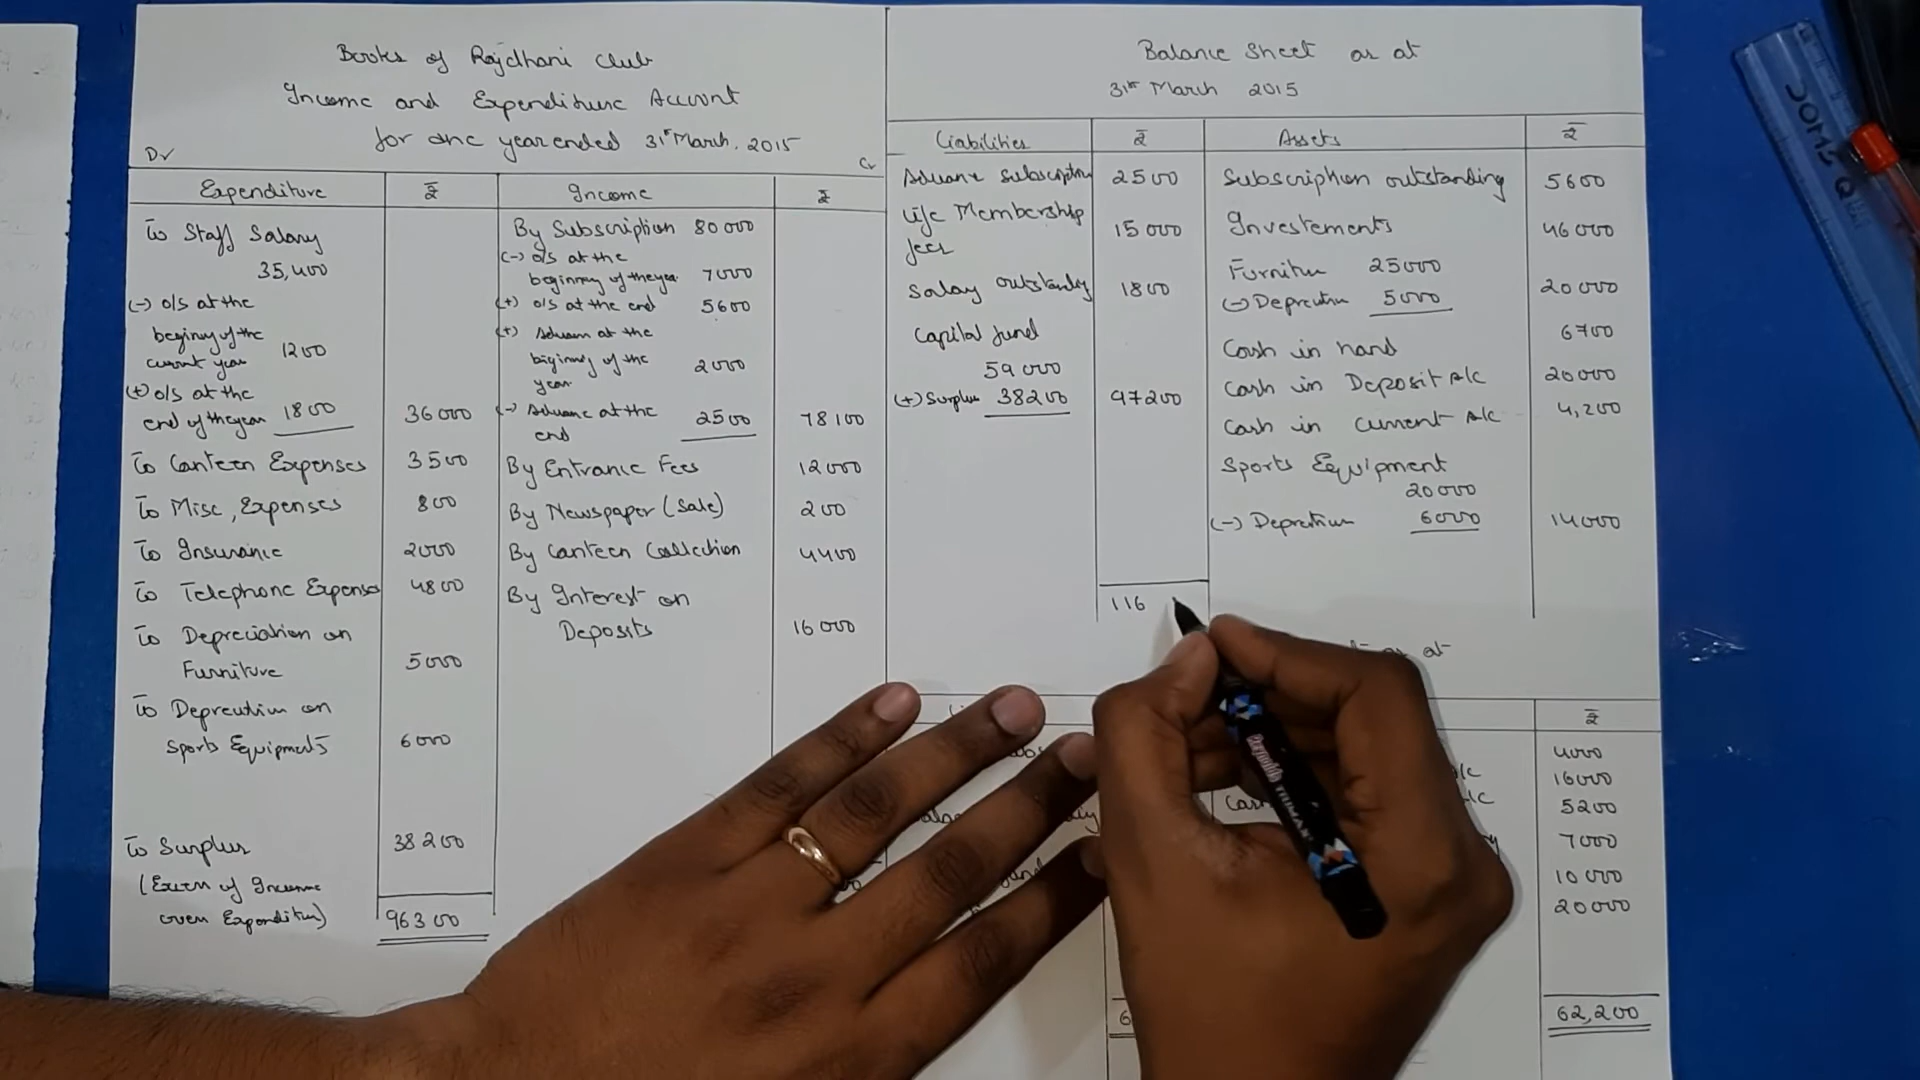 Books of Rajdhani Club
Income and Expenditure Account
for the year ended 31st March, 2015
Dr
Cr
Expenditure ₹ Income ₹
To Staff Salary
35,400
(-) o/s at the
beginning of the
current year 1200
(+) o/s at the
end of the year 1800 36000
To Canteen Expenses 3500
To Misc, Expenses 800
To Insurance 2000
To Telephone Expenses 4800
To Depreciation on
Furniture 5000
To Depreciation on
Sports Equipments 6000
To Surplus 38200
(Excess of Income
over Expenditure)
96300
By Subscription 80000
(-) o/s at the
beginning of the year 7000
(+) o/s at the end 5600
(+) Advance at the
biginning of the
year 2000
(-) Advance at the
end 2500 78100
By Entrance Fees 12000
By Newspaper (Sale) 200
By Canteen Collection 4400
By Interest on
Deposits 16000
Balance Sheet as at
31st March 2015
Liabilities ₹ Assets ₹
Advance Subscription 2500
Life Membership
fees 15000
Salary outstanding 1800
Capital fund
59000
(+) Surplus 38200 97200
116
Subscription outstanding 5600
Investements 46000
Furniture 25000
(-) Depreciation 5000 20000
Cash in hand 6700
Cash in Deposit A/c 20000
Cash in Current A/c 4,200
Sports Equipment
20000
(-) Depreciation 6000 14000
as at
₹
4000
A/c 16000
Cash A/c 5200
7000
10000
20000
6
62,200
DOMS
Reynolds TRIMAX